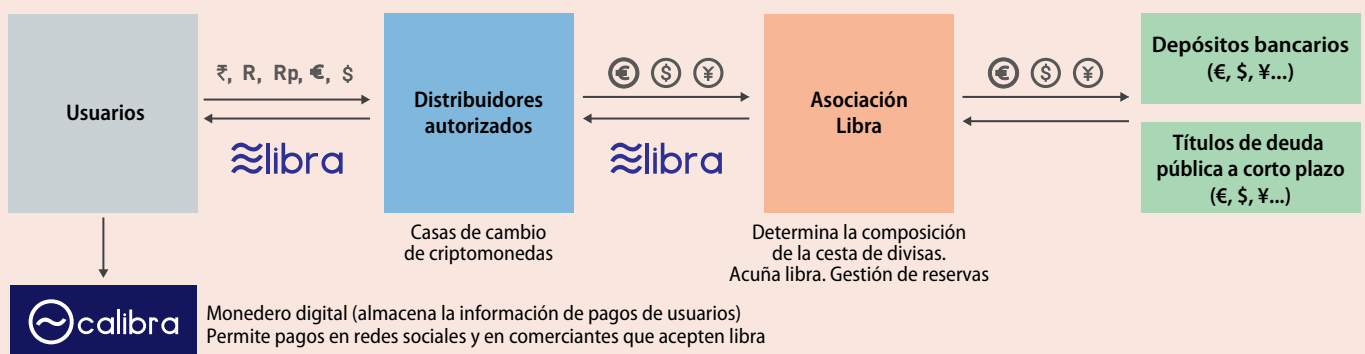 Usuarios
₹, R, Rp, €, $
libra
Distribuidores
autorizados
Casas de cambio
de criptomonedas
€ $ ¥
libra
Asociación
Libra
Determina la composición
de la cesta de divisas.
Acuña libra. Gestión de reservas
€ $ ¥
Depósitos bancarios
(€, $, ¥...)
Títulos de deuda
pública a corto plazo
(€, $, ¥...)
calibra
Monedero digital (almacena la información de pagos de usuarios)
Permite pagos en redes sociales y en comerciantes que acepten libra